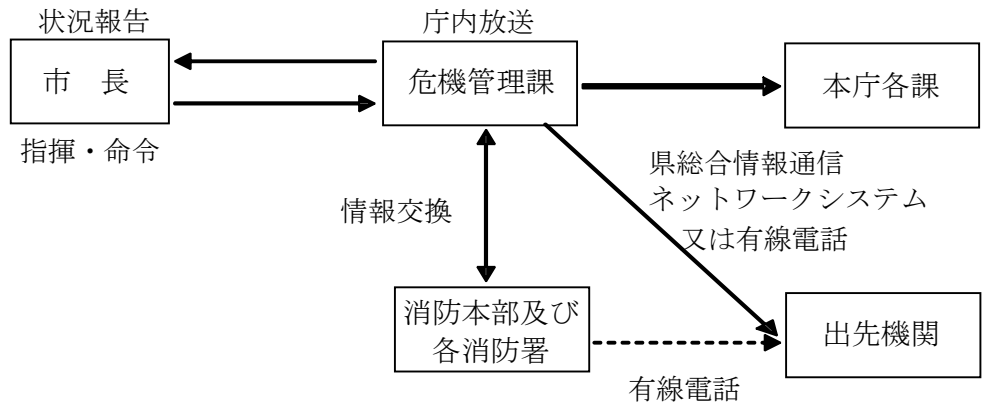 状況報告
庁内放送
市　長
危機管理課
本庁各課
指揮・命令
県総合情報通信
ネットワークシステム
又は有線電話
情報交換
消防本部及び
各消防署
出先機関
有線電話